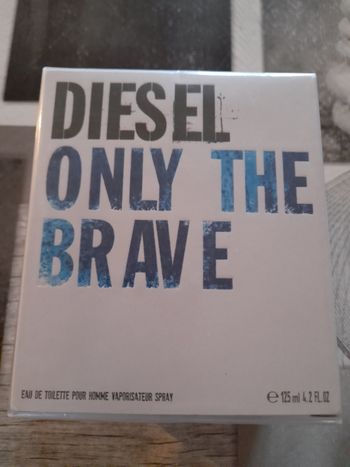 DIESEL
ONLY THE
BRAVE
EAU DE TOILETTE POUR HOMME VAPORISATEUR SPRAY ℮ 125 ml 4.2 FL.OZ